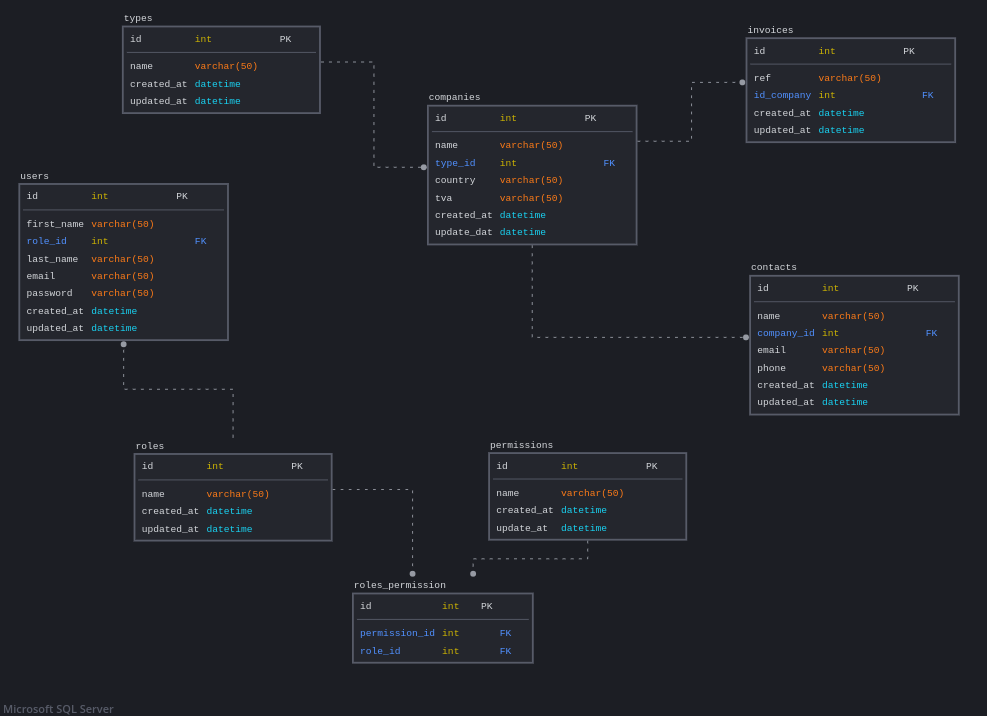 types
id int PK
name varchar(50)
created_at datetime
updated_at datetime
invoices
id int PK
ref varchar(50)
id_company int FK
created_at datetime
updated_at datetime
companies
id int PK
name varchar(50)
type_id int FK
country varchar(50)
tva varchar(50)
created_at datetime
update_dat datetime
users
id int PK
first_name varchar(50)
role_id int FK
last_name varchar(50)
email varchar(50)
password varchar(50)
created_at datetime
updated_at datetime
contacts
id int PK
name varchar(50)
company_id int FK
email varchar(50)
phone varchar(50)
created_at datetime
updated_at datetime
roles
id int PK
name varchar(50)
created_at datetime
updated_at datetime
permissions
id int PK
name varchar(50)
created_at datetime
update_at datetime
roles_permission
id int PK
permission_id int FK
role_id int FK
Microsoft SQL Server